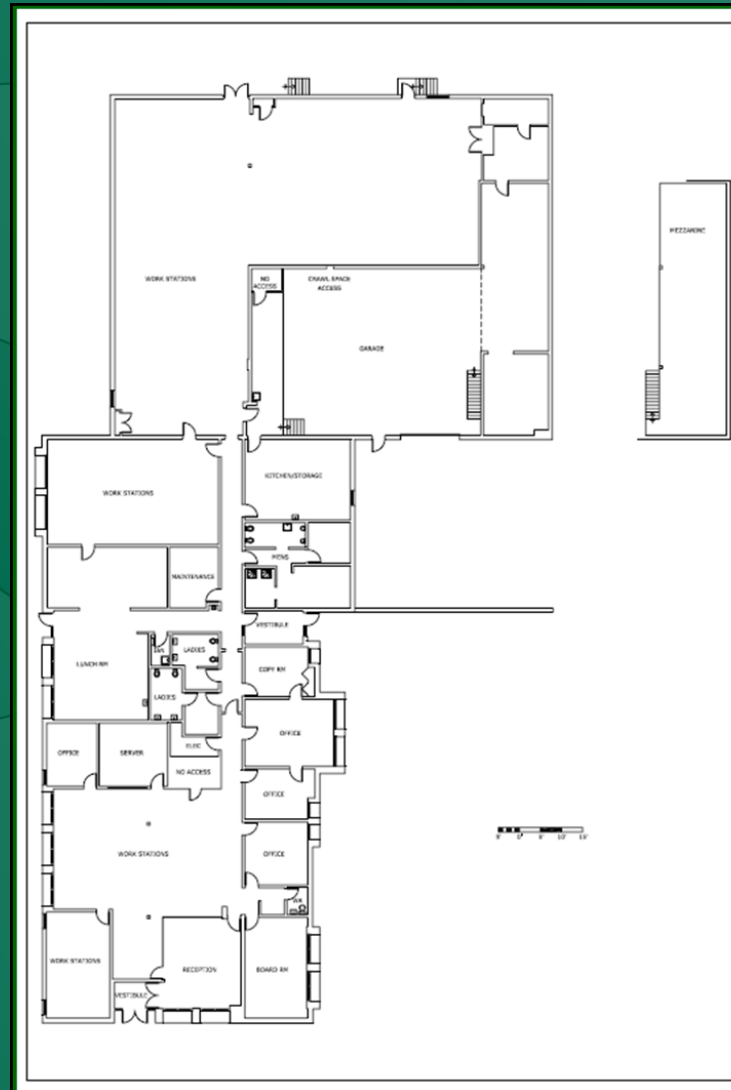 MEZZANINE
WORK STATIONS
NO
ACCESS
CRAWL SPACE
ACCESS
GARAGE
KITCHEN/STORAGE
WORK STATIONS
MENS
MAINTENANCE
VESTIBULE
JAN
LADIES
LUNCH RM
COPY RM
LADIES
OFFICE
ELEC
OFFICE
SERVER
NO ACCESS
OFFICE
WORK STATIONS
OFFICE
WR
WORK STATIONS
RECEPTION
BOARD RM
VESTIBULE